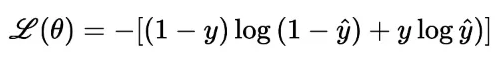 ℒ(θ) = −[(1 − y) log (1 − ŷ) + y log ŷ)]